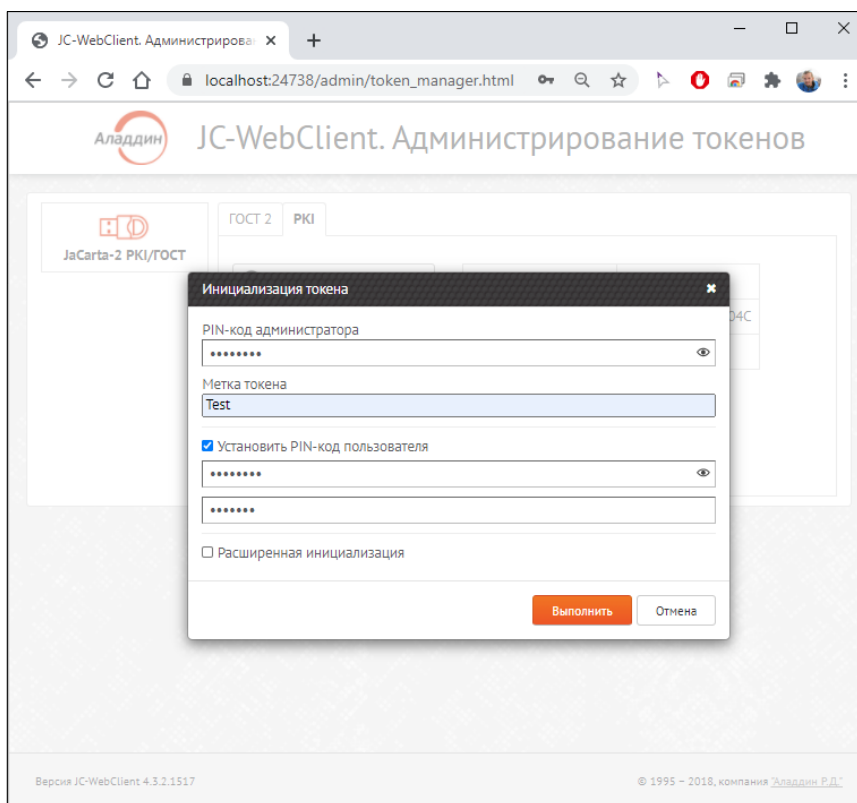 JC-WebClient. Администрирова
localhost:24738/admin/token_manager.html
Аладдин
JC-WebClient. Администрирование токенов
JaCarta-2 PKI/ГОСТ
ГОСТ 2 PKI
04C
Инициализация токена
PIN-код администратора
••••••••
Метка токена
Test
Установить PIN-код пользователя
••••••••
•••••••
Расширенная инициализация
Выполнить Отмена
Версия JC-WebClient 4.3.2.1517
© 1995 – 2018, компания "Аладдин Р.Д."